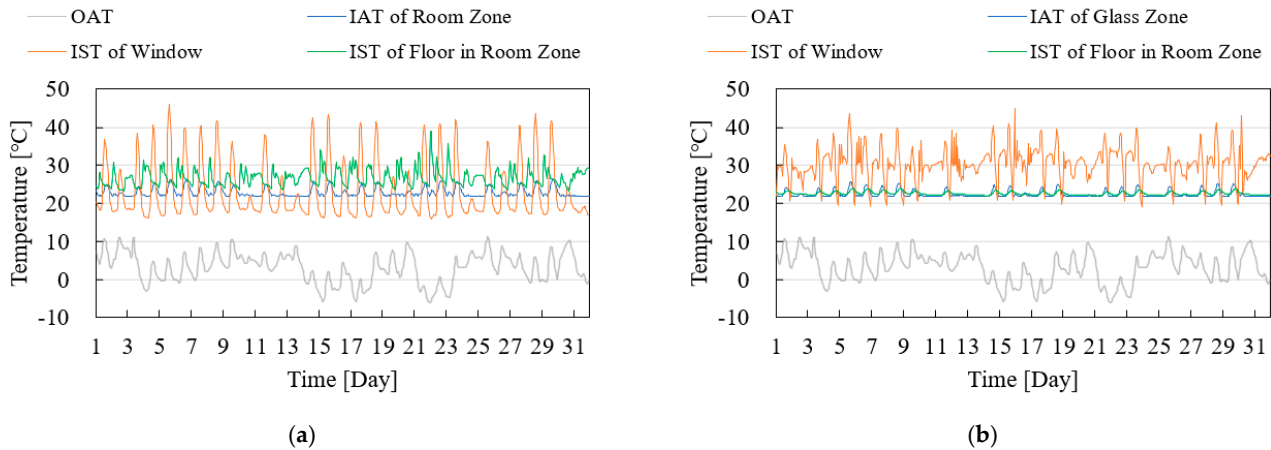 OAT
IAT of Room Zone
IST of Window
IST of Floor in Room Zone
Temperature [°C]
50
40
30
20
10
0
-10
1 3 5 7 9 11 13 15 17 19 21 23 25 27 29 31
Time [Day]
(a)
OAT
IAT of Glass Zone
IST of Window
IST of Floor in Room Zone
Temperature [°C]
50
40
30
20
10
0
-10
1 3 5 7 9 11 13 15 17 19 21 23 25 27 29 31
Time [Day]
(b)